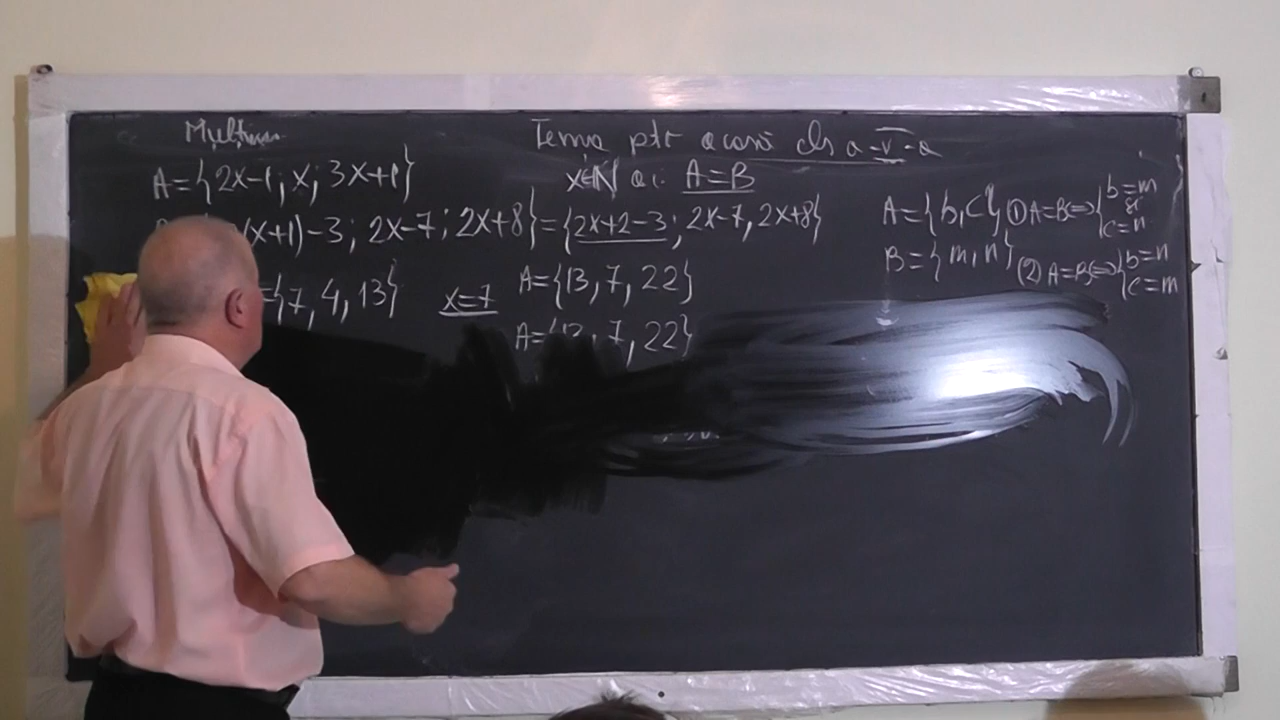 Tema ptr acasă cls a-V-a
A={2x-1; x; 3x+1}
x∈N aî A=B
(x+1)-3; 2x-7; 2x+8}={2x+2-3; 2x-7, 2x+8}
={7, 4, 13}
x=7
A={13, 7, 22}
A={13, 7, 22}
A={b,c}
① A=B⇔{b=m
și
c=n
B={m,n}
② A=B⇔{b=n
c=m